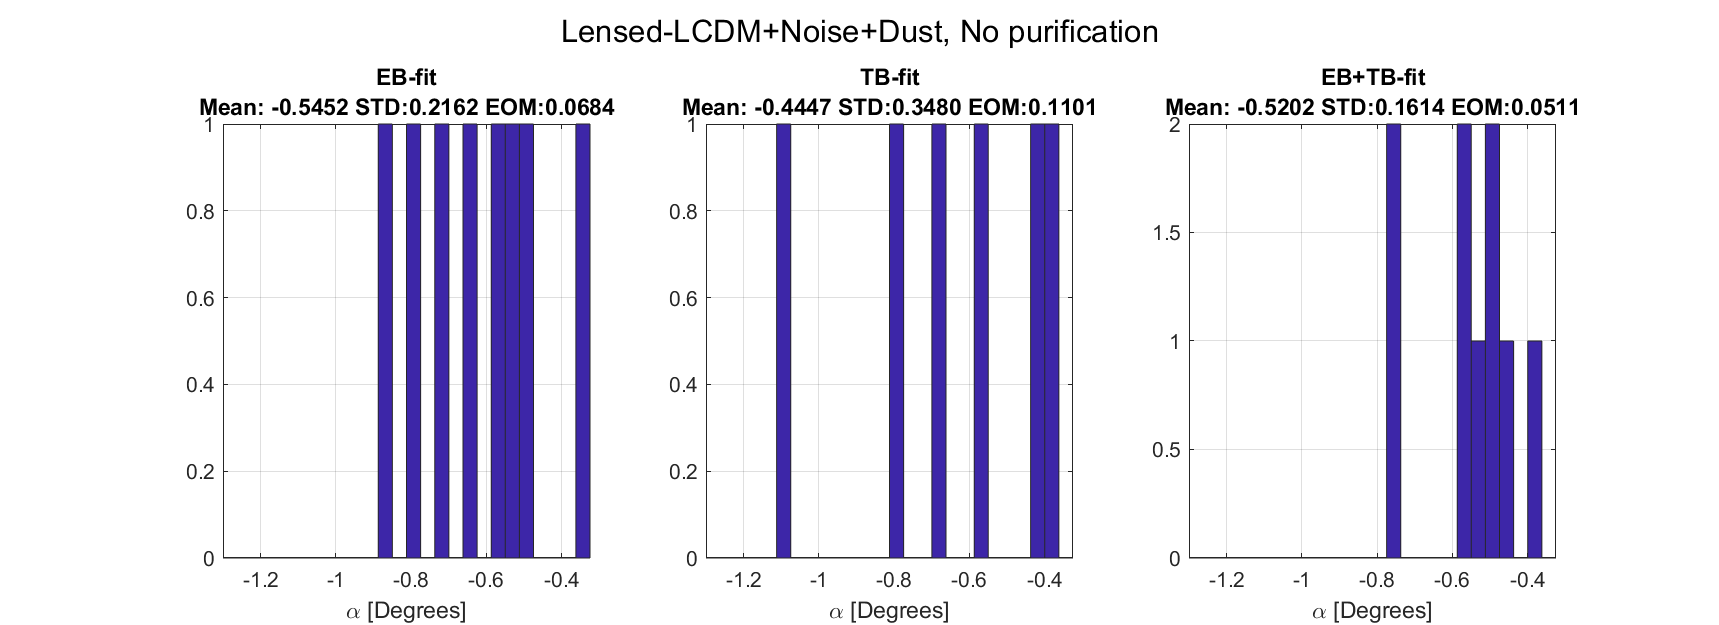 Lensed-LCDM+Noise+Dust, No purification
EB-fit
Mean: -0.5452 STD:0.2162 EOM:0.0684
1
0.8
0.6
0.4
0.2
0
-1.2 -1 -0.8 -0.6 -0.4
α [Degrees]
TB-fit
Mean: -0.4447 STD:0.3480 EOM:0.1101
1
0.8
0.6
0.4
0.2
0
-1.2 -1 -0.8 -0.6 -0.4
α [Degrees]
EB+TB-fit
Mean: -0.5202 STD:0.1614 EOM:0.0511
2
1.5
1
0.5
0
-1.2 -1 -0.8 -0.6 -0.4
α [Degrees]